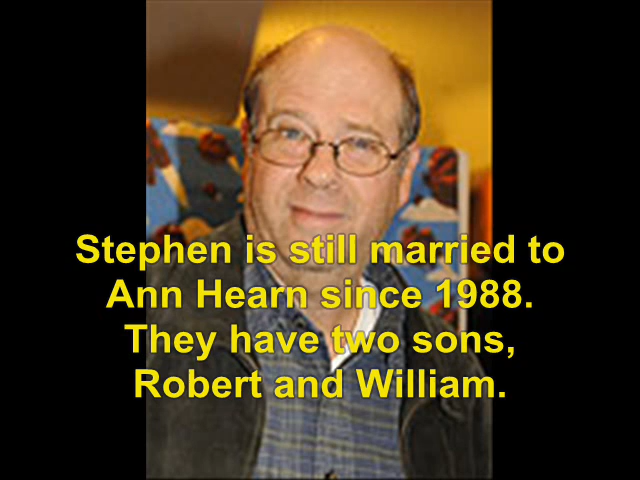 Stephen is still married to
Ann Hearn since 1988.
They have two sons,
Robert and William.